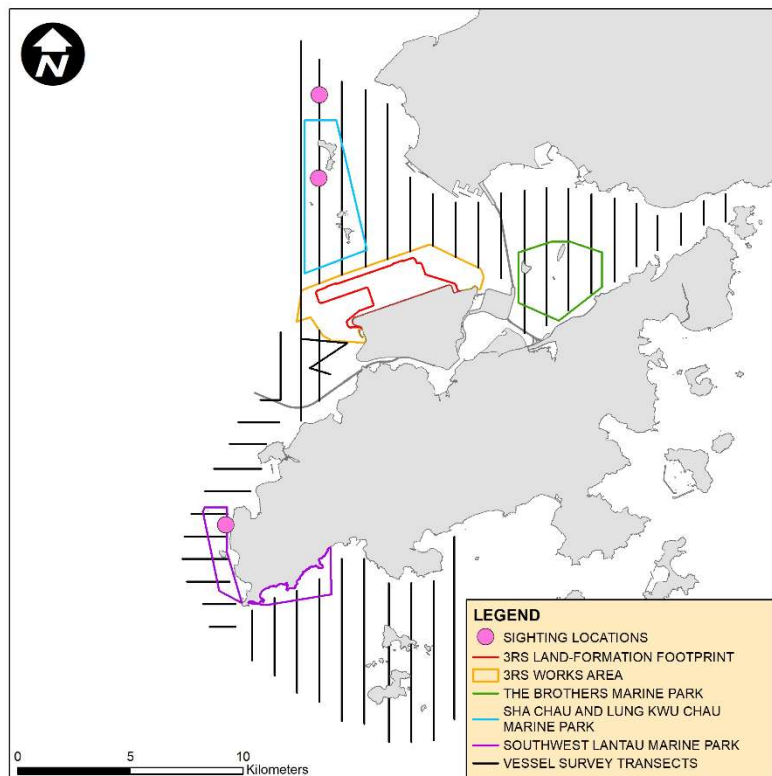 N
LEGEND
SIGHTING LOCATIONS
3RS LAND-FORMATION FOOTPRINT
3RS WORKS AREA
THE BROTHERS MARINE PARK
SHA CHAU AND LUNG KWU CHAU
MARINE PARK
SOUTHWEST LANTAU MARINE PARK
VESSEL SURVEY TRANSECTS
0 5 10
Kilometers